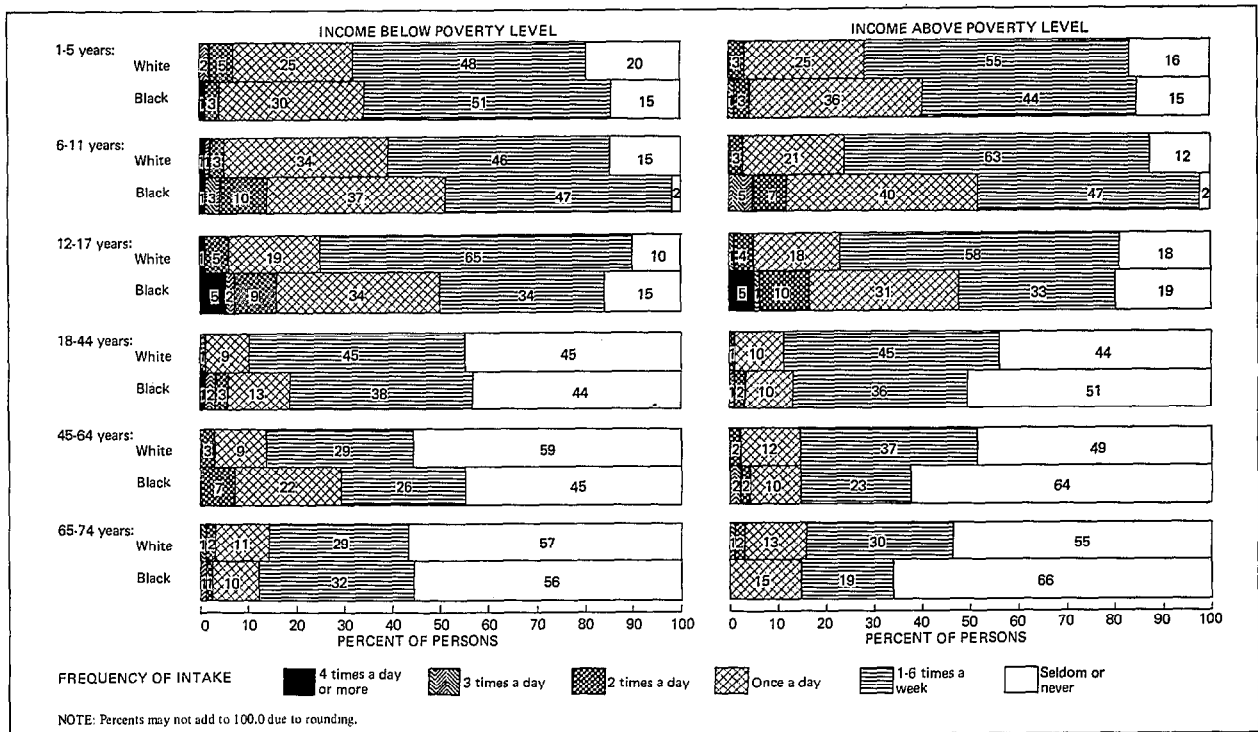 INCOME BELOW POVERTY LEVEL INCOME ABOVE POVERTY LEVEL
1-5 years:
White 2 5 25 48 20 3 25 55 16
Black 1 3 30 51 15 1 3 36 44 15
6-11 years:
White 1 1 3 34 46 15 3 21 63 12
Black 1 3 10 37 47 2 5 7 40 47 2
12-17 years:
White 1 5 19 65 10 1 4 18 58 18
Black 5 2 9 34 34 15 5 1 10 31 33 19
18-44 years:
White 1 9 45 45 1 10 45 44
Black 1 2 3 13 38 44 1 2 10 36 51
45-64 years:
White 3 9 29 59 2 12 37 49
Black 7 22 26 45 2 2 10 23 64
65-74 years:
White 1 2 11 29 57 1 2 13 30 55
Black 1 1 10 32 56 15 19 66
0 10 20 30 40 50 60 70 80 90 100 0 10 20 30 40 50 60 70 80 90 100
PERCENT OF PERSONS PERCENT OF PERSONS
FREQUENCY OF INTAKE
4 times a day
or more
3 times a day
2 times a day
Once a day
1-6 times a
week
Seldom or
never
NOTE: Percents may not add to 100.0 due to rounding.